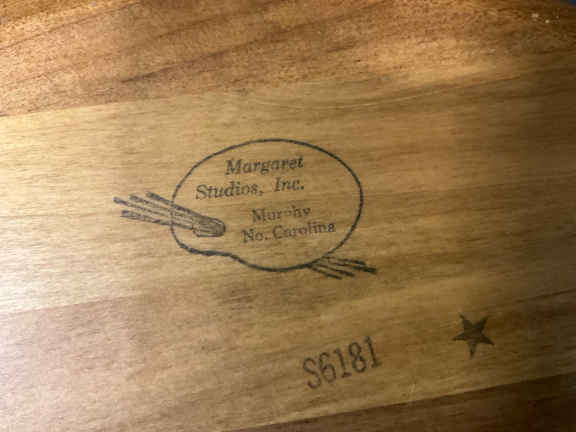 Margaret
Studios, Inc.
Murphy
No. Carolina
S6181